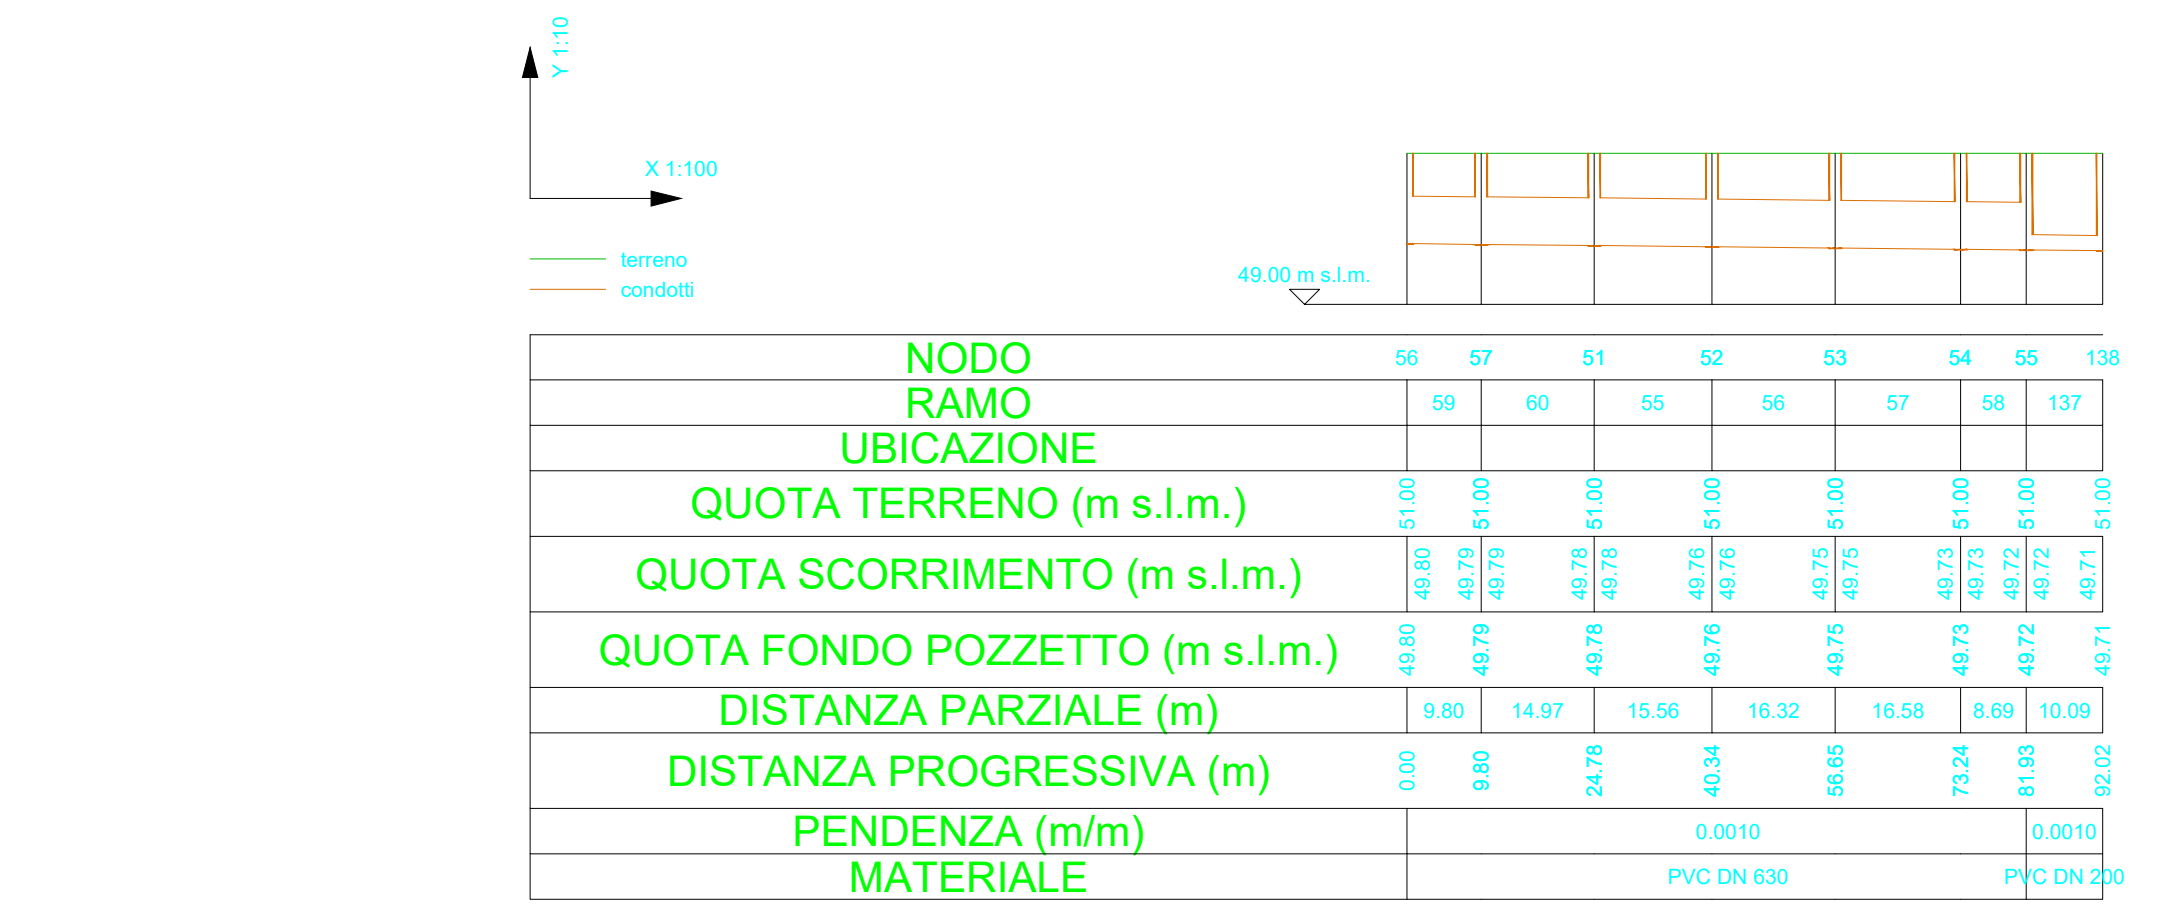 Y 1:10
X 1:100
terreno
condotti
49.00 m s.l.m.
NODO 56 57 51 52 53 54 55 138
RAMO 59 60 55 56 57 58 137
UBICAZIONE
QUOTA TERRENO (m s.l.m.) 51.00 51.00 51.00 51.00 51.00 51.00 51.00 51.00
QUOTA SCORRIMENTO (m s.l.m.) 49.80 49.79 49.79 49.78 49.78 49.76 49.76 49.75 49.75 49.73 49.73 49.72 49.72 49.71
QUOTA FONDO POZZETTO (m s.l.m.) 49.80 49.79 49.78 49.76 49.75 49.73 49.72 49.71
DISTANZA PARZIALE (m) 9.80 14.97 15.56 16.32 16.58 8.69 10.09
DISTANZA PROGRESSIVA (m) 0.00 9.80 24.78 40.34 56.65 73.24 81.93 92.02
PENDENZA (m/m) 0.0010 0.0010
MATERIALE PVC DN 630 PVC DN 200